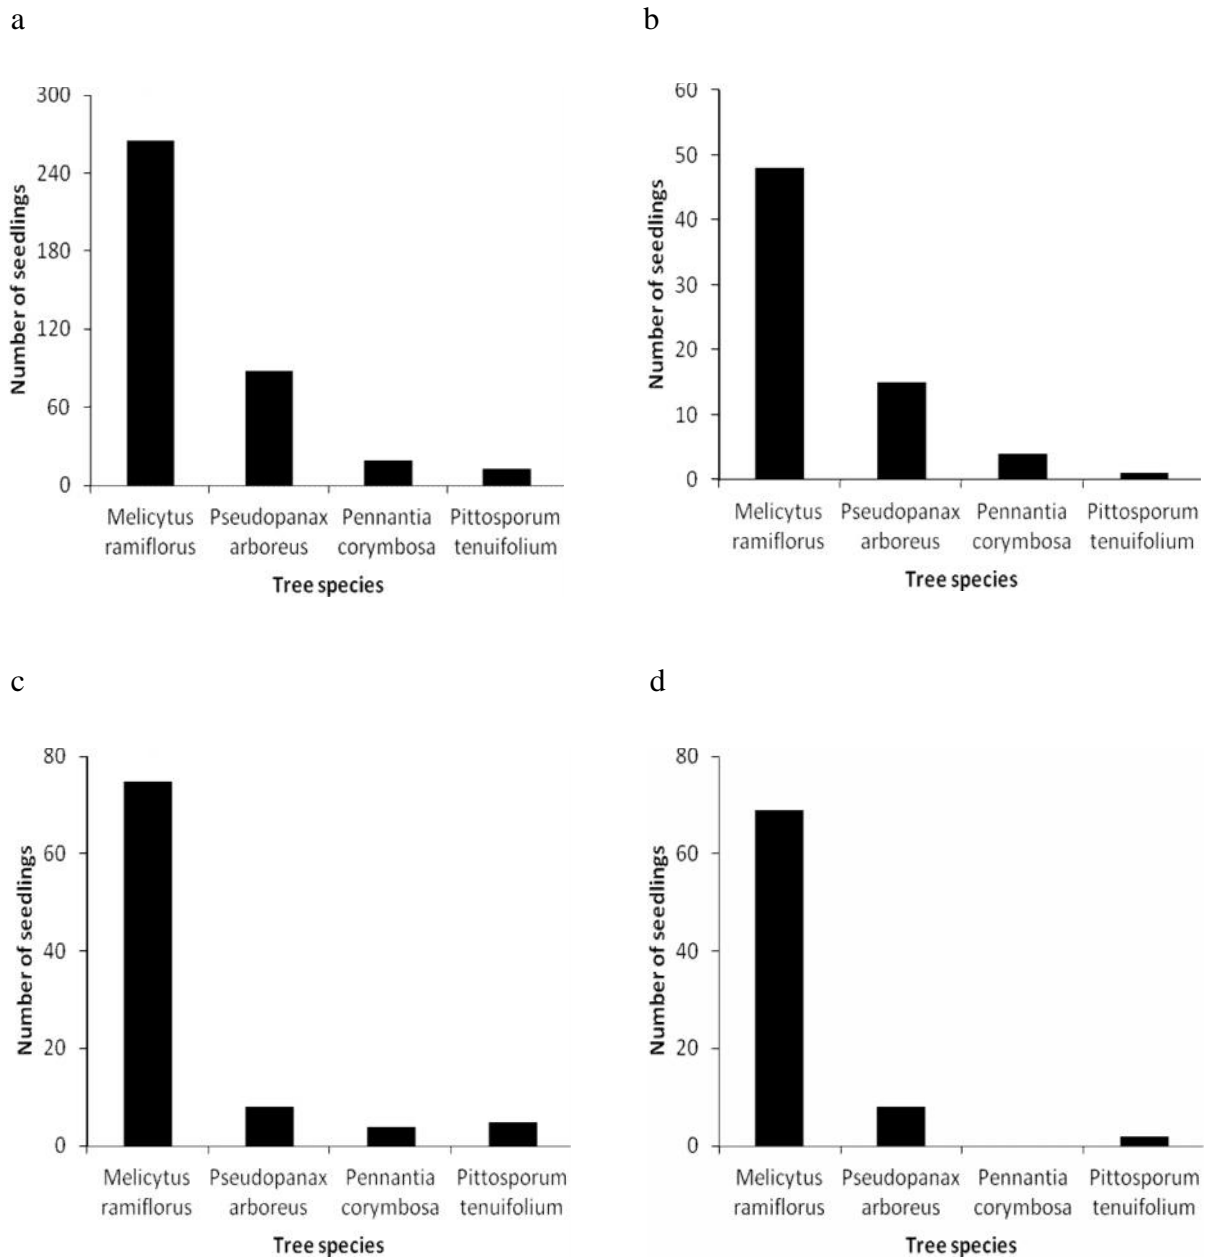 a
300
240
180
120
60
0
Number of seedlings
Melicytus Pseudopanax Pennantia Pittosporum
ramiflorus arboreus corymbosa tenuifolium
Tree species
b
60
50
40
30
20
10
0
Number of seedlings
Melicytus Pseudopanax Pennantia Pittosporum
ramiflorus arboreus corymbosa tenuifolium
Tree species
c
80
60
40
20
0
Number of seedlings
Melicytus Pseudopanax Pennantia Pittosporum
ramiflorus arboreus corymbosa tenuifolium
Tree species
d
80
60
40
20
0
Number of seedlings
Melicytus Pseudopanax Pennantia Pittosporum
ramiflorus arboreus corymbosa tenuifolium
Tree species